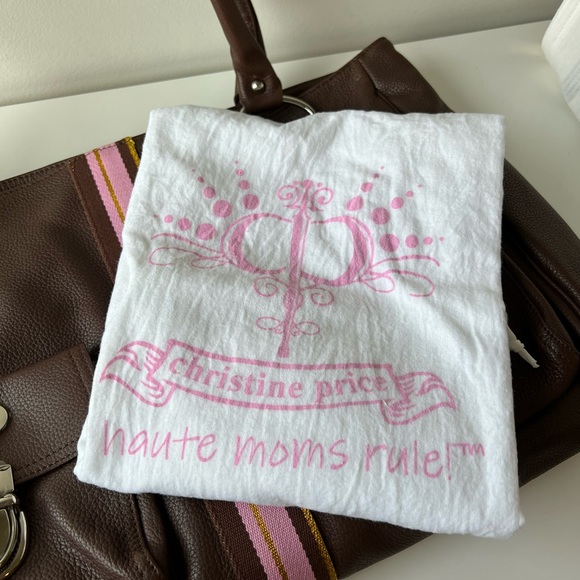 christine price
haute moms rule!™